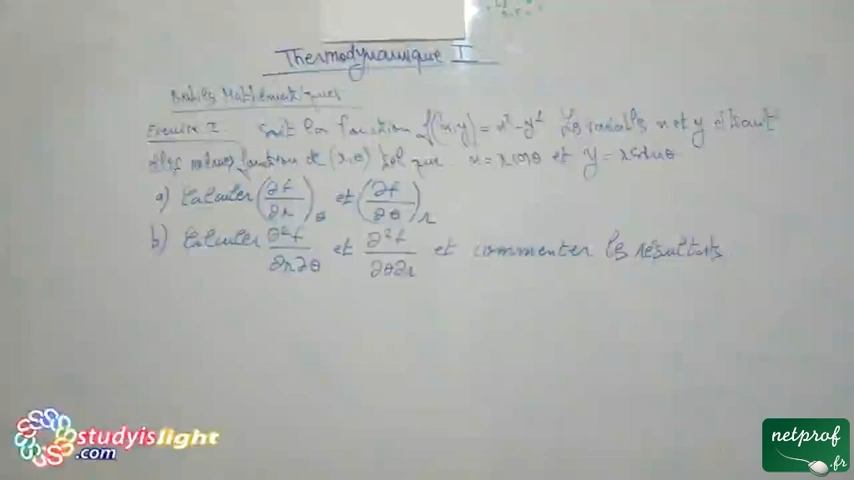 Thermodynamique I
Mathématiques
Exercice I Soit la fonction f(x,y) = x² - y² les variables x et y étant
elles mêmes fonction de (r,θ) tel que x = r cosθ et y = r sinθ
a) Calculer (∂f/∂r)θ et (∂f/∂θ)r
b) Calculer ∂²f/∂r∂θ et ∂²f/∂θ∂r et commenter les résultats
studyislight
.com
netprof
.fr